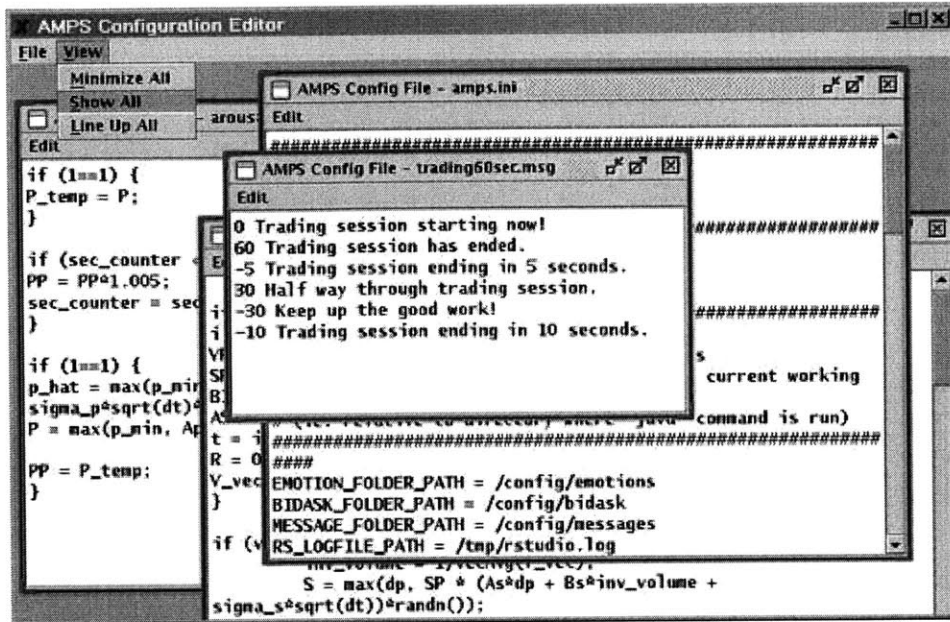 AMPS Configuration Editor
File View
Minimize All
Show All
Line Up All
- arous
Edit
if (1==1) {
P_temp = P;
}
if (sec_counter
PP = PP*1.005;
sec_counter = sec
}
if (1==1) {
p_hat = max(p_min
sigma_p*sqrt(dt)*
P = max(p_min, Ap
PP = P_temp;
}
AMPS Config File - amps.ini
Edit
###########################################################
###########################################################
current working
command is run)
###########################################################
####
EMOTION_FOLDER_PATH = /config/emotions
BIDASK_FOLDER_PATH = /config/bidask
MESSAGE_FOLDER_PATH = /config/messages
RS_LOGFILE_PATH = /tmp/rstudio.log
AMPS Config File - trading60sec.msg
Edit
0 Trading session starting now!
60 Trading session has ended.
-5 Trading session ending in 5 seconds.
30 Half way through trading session.
-30 Keep up the good work!
-10 Trading session ending in 10 seconds.
t = i
R = 0
V_vec
}
if (v
S = max(dp, SP * (As*dp + Bs*inv_volume +
sigma_s*sqrt(dt))*randn());